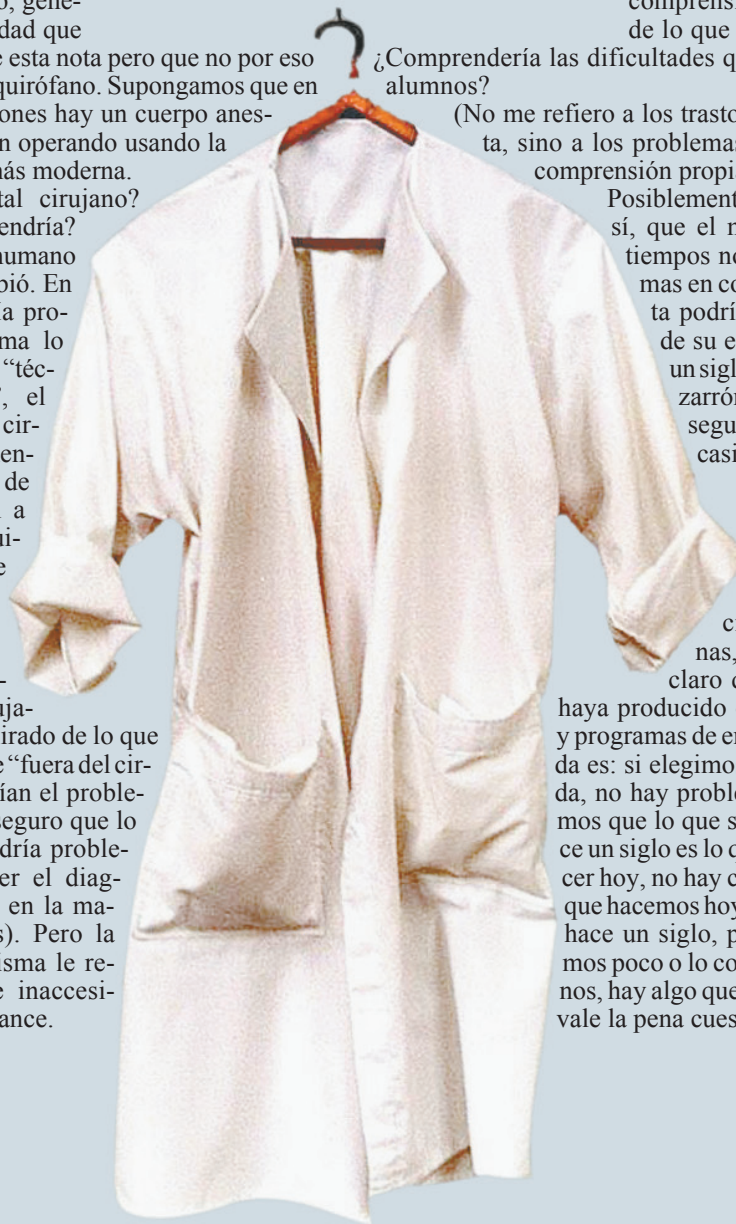 o, gene-
dad que
e esta nota pero que no por eso
quirófano. Supongamos que en
ones hay un cuerpo anes-
n operando usando la
más moderna.
tal cirujano?
endría?
humano
bió. En
ía pro-
ma lo
“téc-
, el
cir-
en-
de
a
ui-
e
-
uja-
irado de lo que
e “fuera del cir-
ían el proble-
seguro que lo
dría proble-
er el diag-
en la ma-
s). Pero la
isma le re-
e inaccesi-
ance.
comprensi
de lo que
¿Comprendería las dificultades q
alumnos?
(No me refiero a los trasto
ta, sino a los problemas
comprensión propia
Posiblement
sí, que el m
tiempos no
mas en co
ta podrí
de su e
un sigl
zarrón
segu
casi
c
nas,
claro q
haya producido
y programas de en
da es: si elegimo
da, no hay proble
mos que lo que s
ce un siglo es lo q
cer hoy, no hay c
que hacemos hoy
hace un siglo, p
mos poco o lo co
nos, hay algo que
vale la pena cues